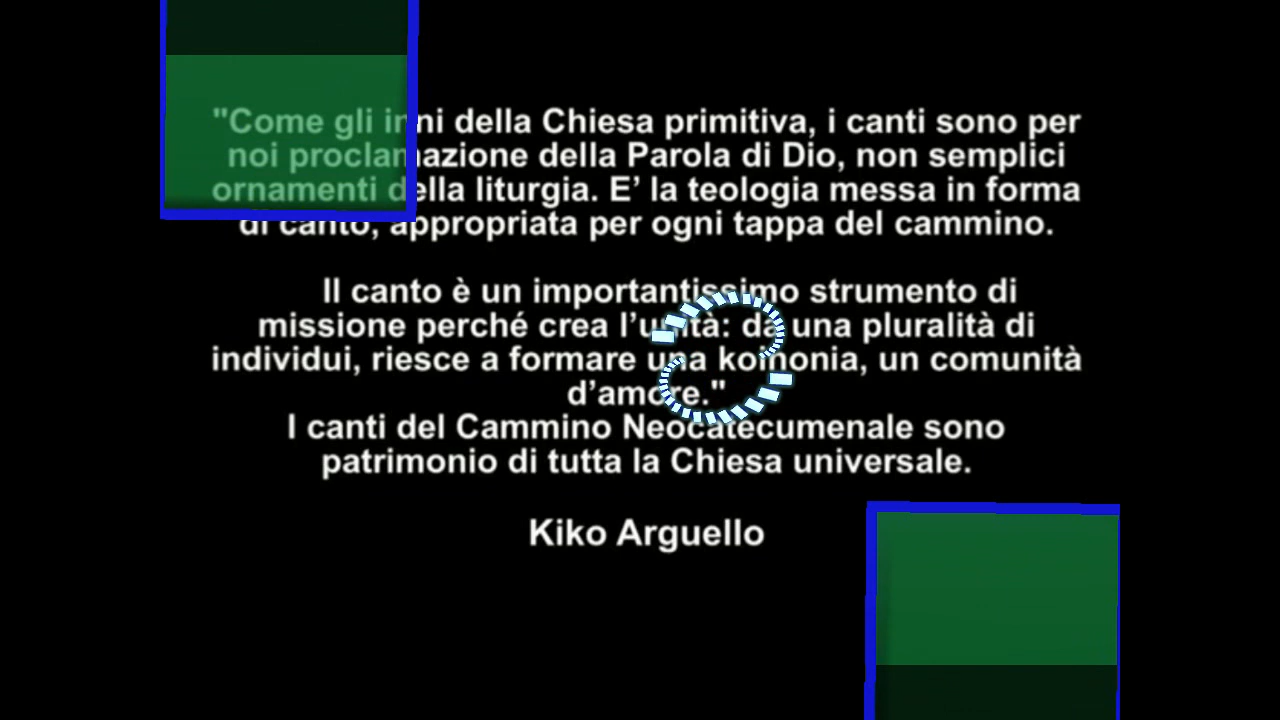 "Come gli inni della Chiesa primitiva, i canti sono per
noi proclamazione della Parola di Dio, non semplici
ornamenti della liturgia. E’ la teologia messa in forma
di canto, appropriata per ogni tappa del cammino.
Il canto è un importantissimo strumento di
missione perché crea l’unità: da una pluralità di
individui, riesce a formare una koinonia, un comunità
d’amore."
I canti del Cammino Neocatecumenale sono
patrimonio di tutta la Chiesa universale.
Kiko Arguello